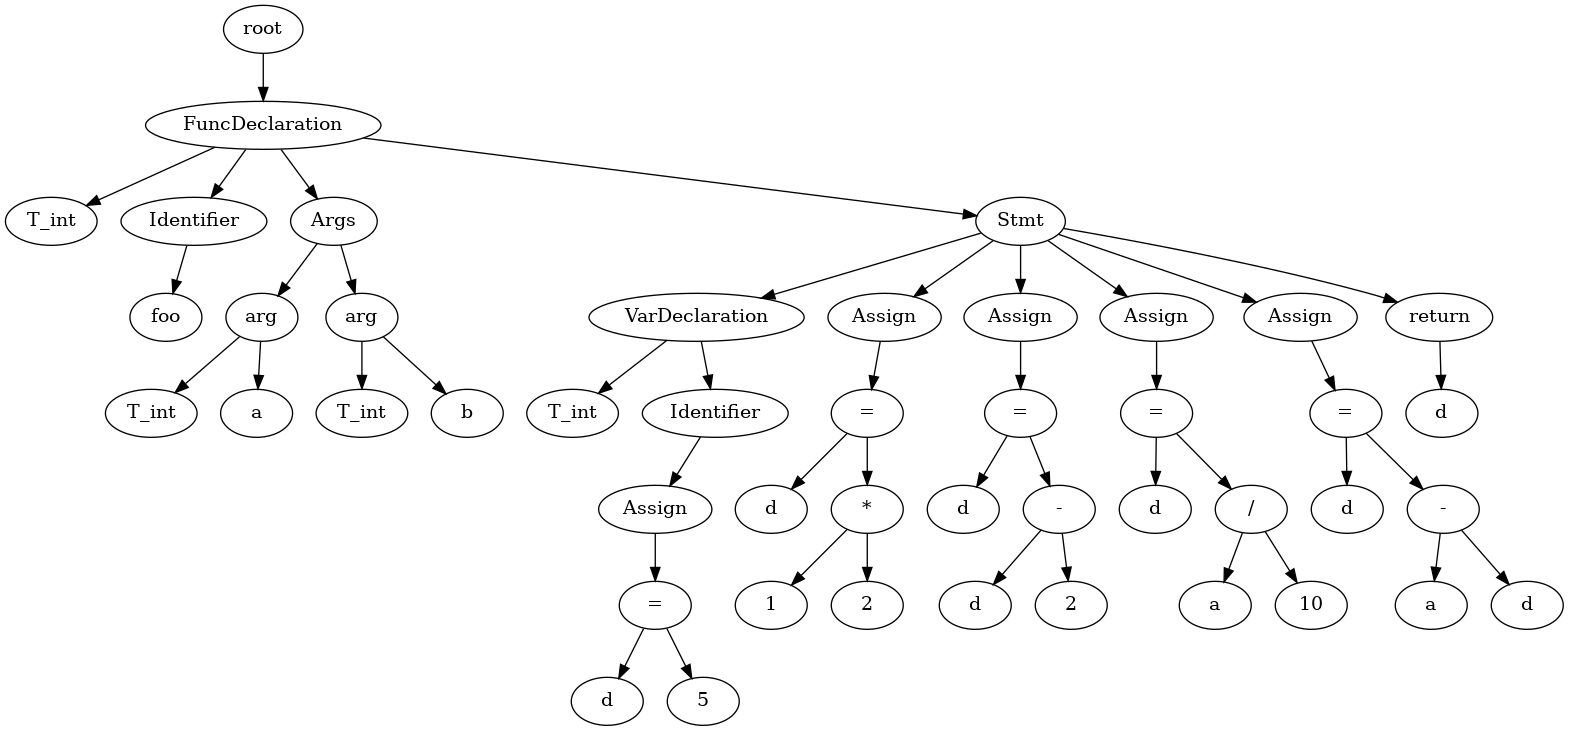 root
FuncDeclaration
T_int Identifier Args Stmt
foo arg arg VarDeclaration Assign Assign Assign Assign return
T_int a T_int b T_int Identifier = = = = d
Assign d * d - d / d -
= 1 2 d 2 a 10 a d
d 5